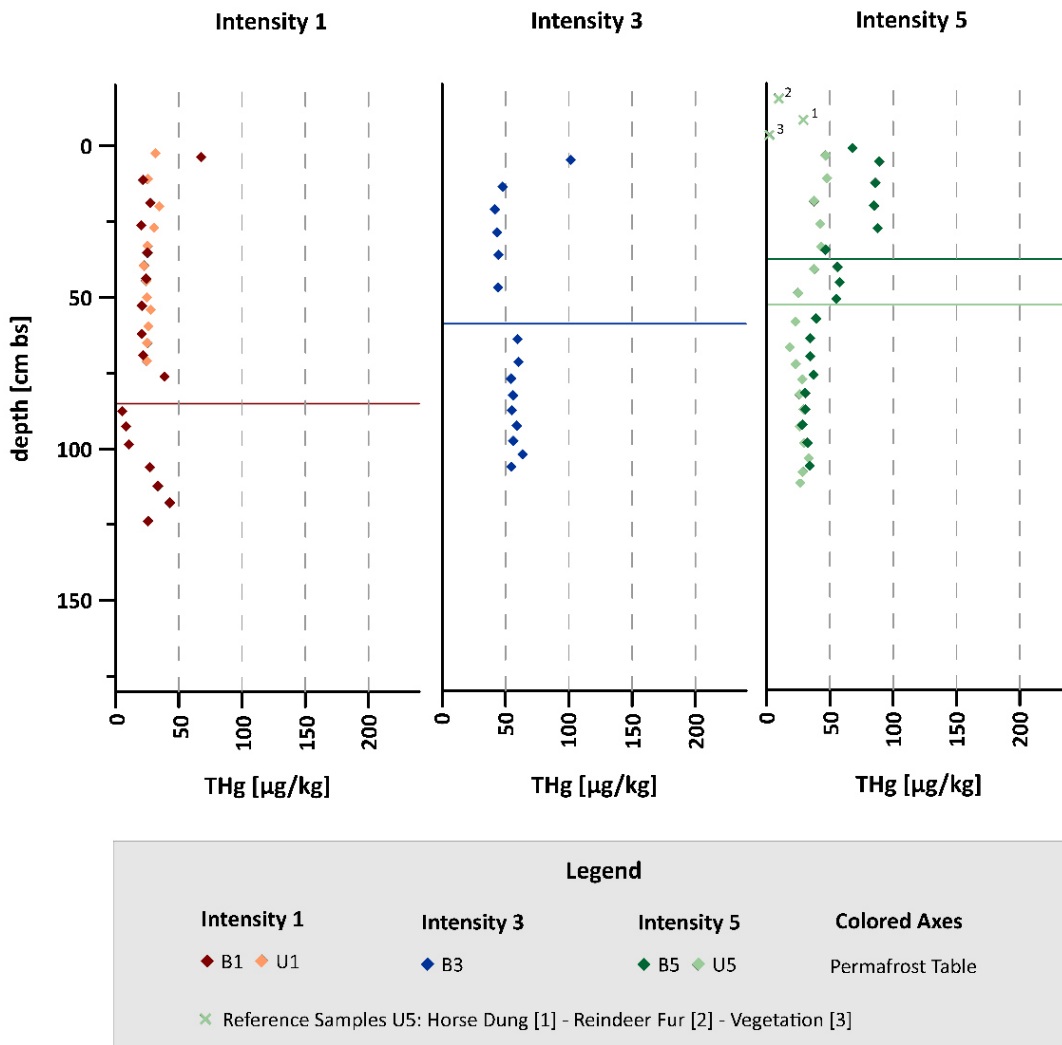 Intensity 1 Intensity 3 Intensity 5
2
1
3
0
50
100
150
depth [cm bs]
0 50 100 150 200 0 50 100 150 200 0 50 100 150 200
THg [µg/kg] THg [µg/kg] THg [µg/kg]
Legend
Intensity 1 Intensity 3 Intensity 5 Colored Axes
B1 U1 B3 B5 U5 Permafrost Table
Reference Samples U5: Horse Dung [1] - Reindeer Fur [2] - Vegetation [3]